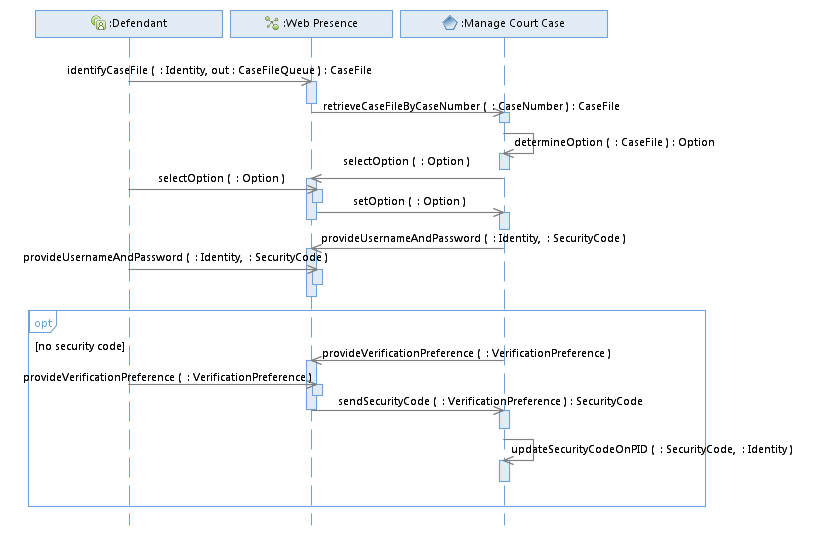 :Defendant
:Web Presence
:Manage Court Case
identifyCaseFile ( : Identity, out : CaseFileQueue ) : CaseFile
retrieveCaseFileByCaseNumber ( : CaseNumber ) : CaseFile
determineOption ( : CaseFile ) : Option
selectOption ( : Option )
selectOption ( : Option )
setOption ( : Option )
provideUsernameAndPassword ( : Identity, : SecurityCode )
provideUsernameAndPassword ( : Identity, : SecurityCode )
opt
[no security code]
provideVerificationPreference ( : VerificationPreference )
provideVerificationPreference ( : VerificationPreference )
sendSecurityCode ( : VerificationPreference ) : SecurityCode
updateSecurityCodeOnPID ( : SecurityCode, : Identity )